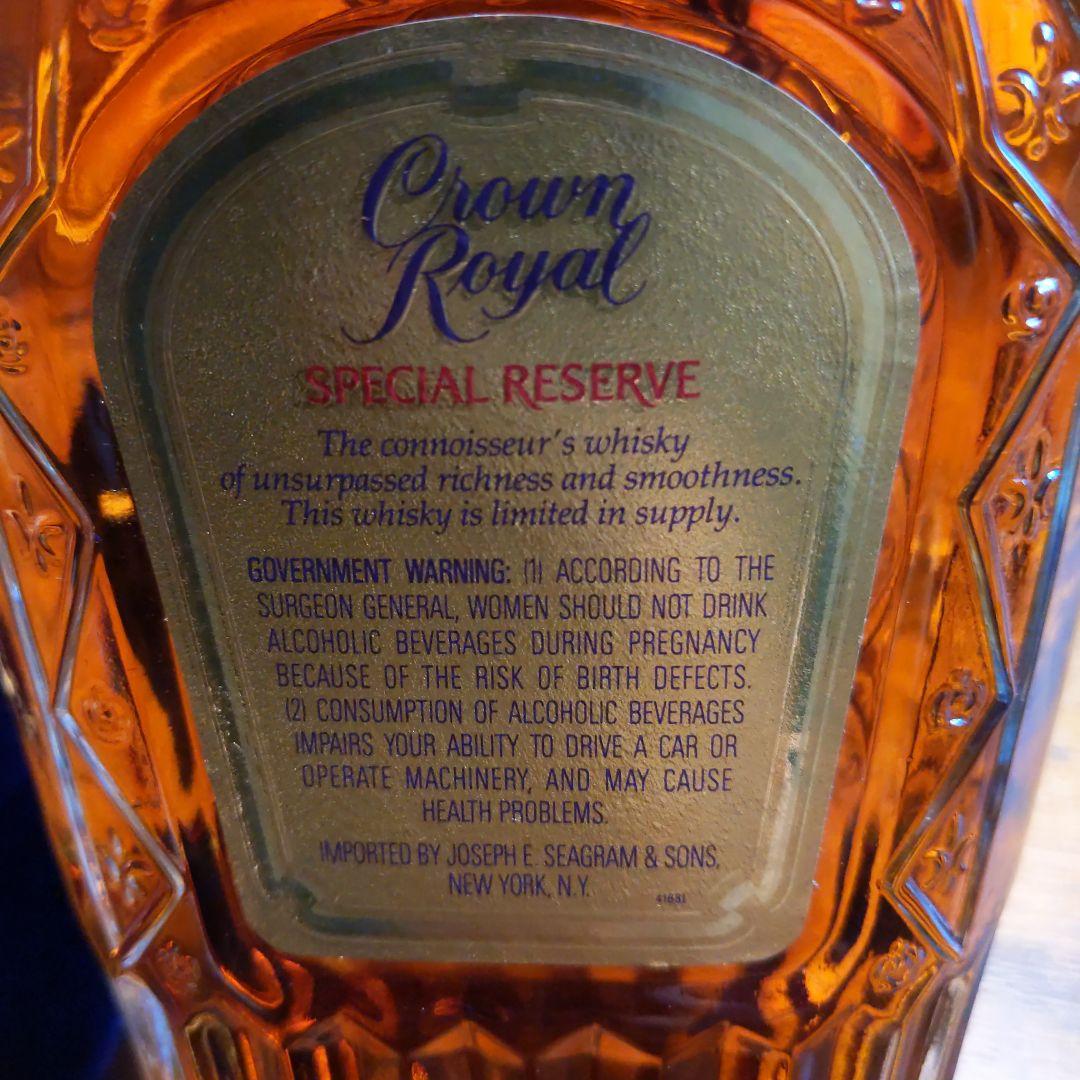 Crown
Royal
SPECIAL RESERVE
The connoisseur's whisky
of unsurpassed richness and smoothness.
This whisky is limited in supply.
GOVERNMENT WARNING: (1) ACCORDING TO THE
SURGEON GENERAL, WOMEN SHOULD NOT DRINK
ALCOHOLIC BEVERAGES DURING PREGNANCY
BECAUSE OF THE RISK OF BIRTH DEFECTS.
(2) CONSUMPTION OF ALCOHOLIC BEVERAGES
IMPAIRS YOUR ABILITY TO DRIVE A CAR OR
OPERATE MACHINERY, AND MAY CAUSE
HEALTH PROBLEMS.
IMPORTED BY JOSEPH E. SEAGRAM & SONS,
NEW YORK, N.Y.